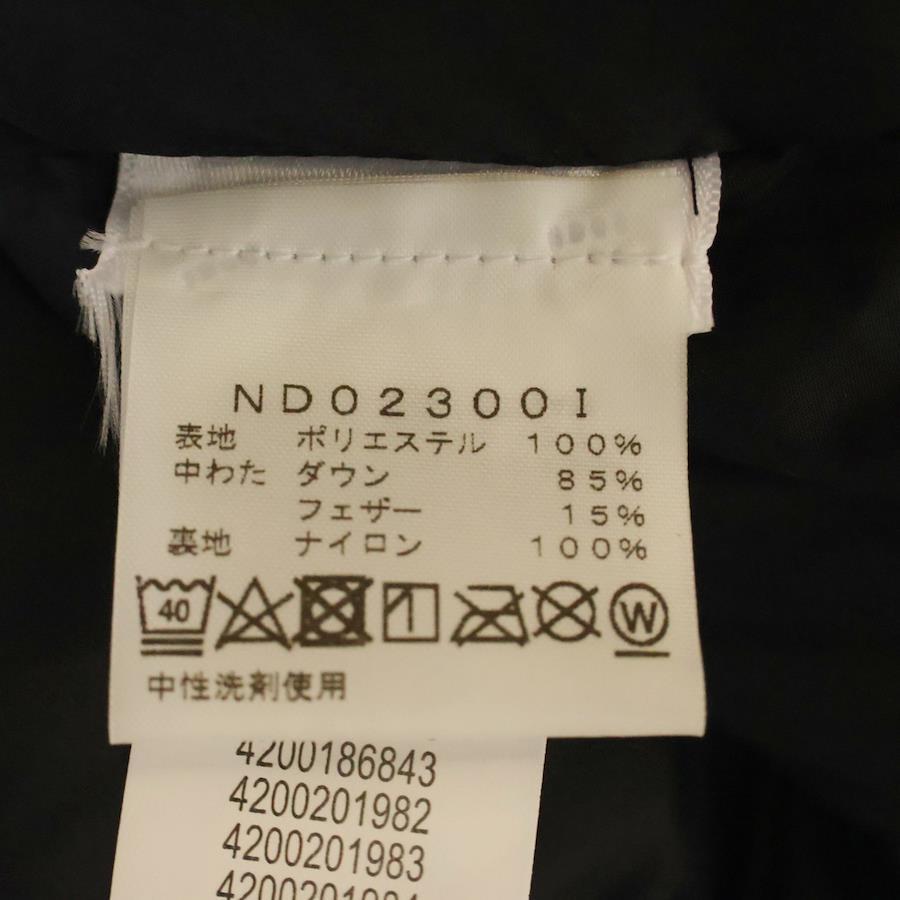 ND02300I
表地 ポリエステル 100%
中わた ダウン 85%
フェザー 15%
裏地 ナイロン 100%
40 W
中性洗剤使用
4200186843
4200201982
4200201983